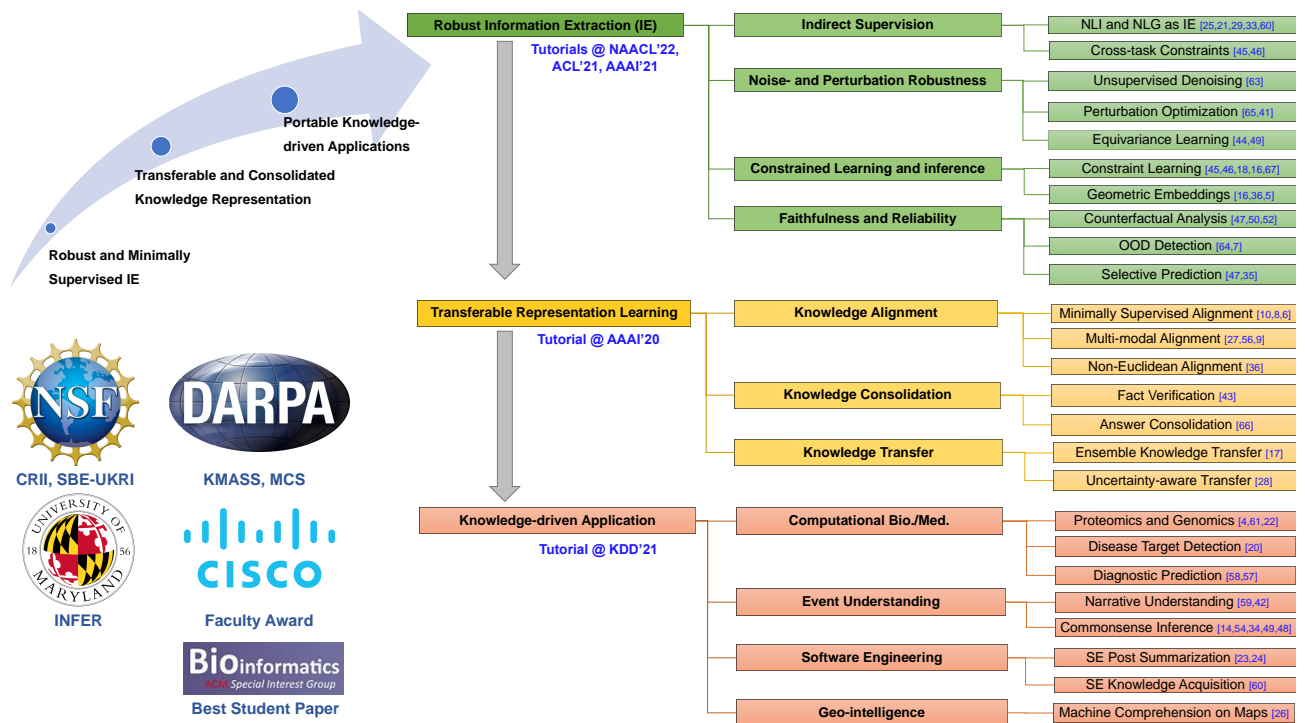 Portable Knowledge-
driven Applications
Transferable and Consolidated
Knowledge Representation
Robust and Minimally
Supervised IE
NSF
CRII, SBE-UKRI
DARPA
KMASS, MCS
UNIVERSITY OF
18 56
MARYLAND
INFER
CISCO
Faculty Award
Bioinformatics
ACM Special Interest Group
Best Student Paper
Robust Information Extraction (IE)
Tutorials @ NAACL'22,
ACL'21, AAAI'21
Indirect Supervision
NLI and NLG as IE [25,21,29,33,60]
Cross-task Constraints [45,46]
Noise- and Perturbation Robustness
Unsupervised Denoising [63]
Perturbation Optimization [65,41]
Equivariance Learning [44,49]
Constrained Learning and inference
Constraint Learning [45,46,18,16,67]
Geometric Embeddings [16,36,5]
Faithfulness and Reliability
Counterfactual Analysis [47,50,52]
OOD Detection [64,7]
Selective Prediction [47,35]
Transferable Representation Learning
Tutorial @ AAAI'20
Knowledge Alignment
Minimally Supervised Alignment [10,8,6]
Multi-modal Alignment [27,56,9]
Non-Euclidean Alignment [36]
Knowledge Consolidation
Fact Verification [43]
Answer Consolidation [66]
Knowledge Transfer
Ensemble Knowledge Transfer [17]
Uncertainty-aware Transfer [28]
Knowledge-driven Application
Tutorial @ KDD'21
Computational Bio./Med.
Proteomics and Genomics [4,61,22]
Disease Target Detection [20]
Diagnostic Prediction [58,57]
Event Understanding
Narrative Understanding [59,42]
Commonsense Inference [14,54,34,49,48]
Software Engineering
SE Post Summarization [23,24]
SE Knowledge Acquisition [60]
Geo-intelligence
Machine Comprehension on Maps [26]